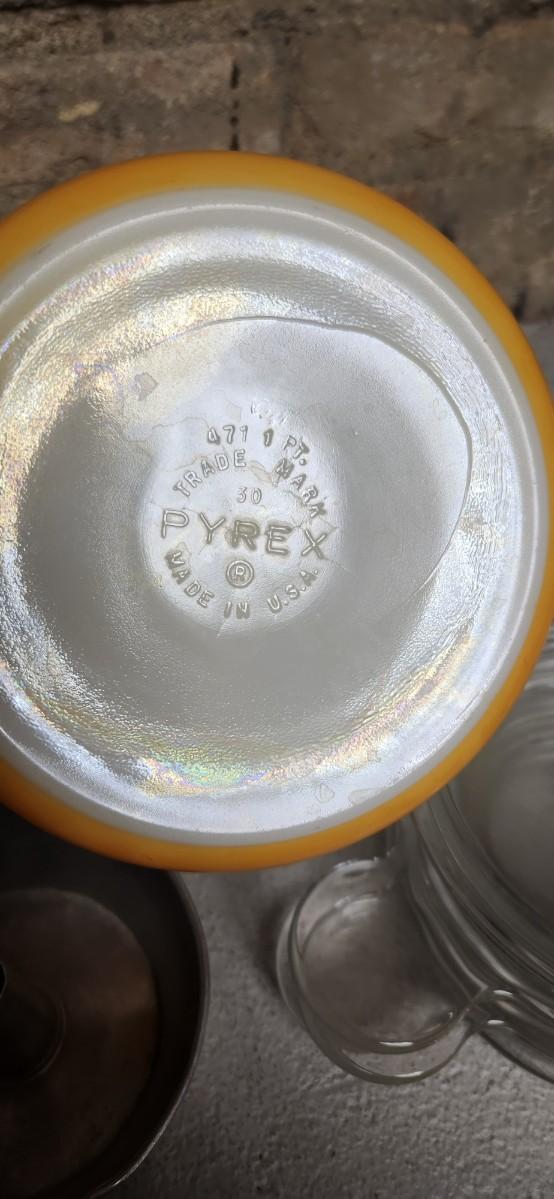 471 1 PT.
TRADE MARK
30
PYREX
®
MADE IN U.S.A.